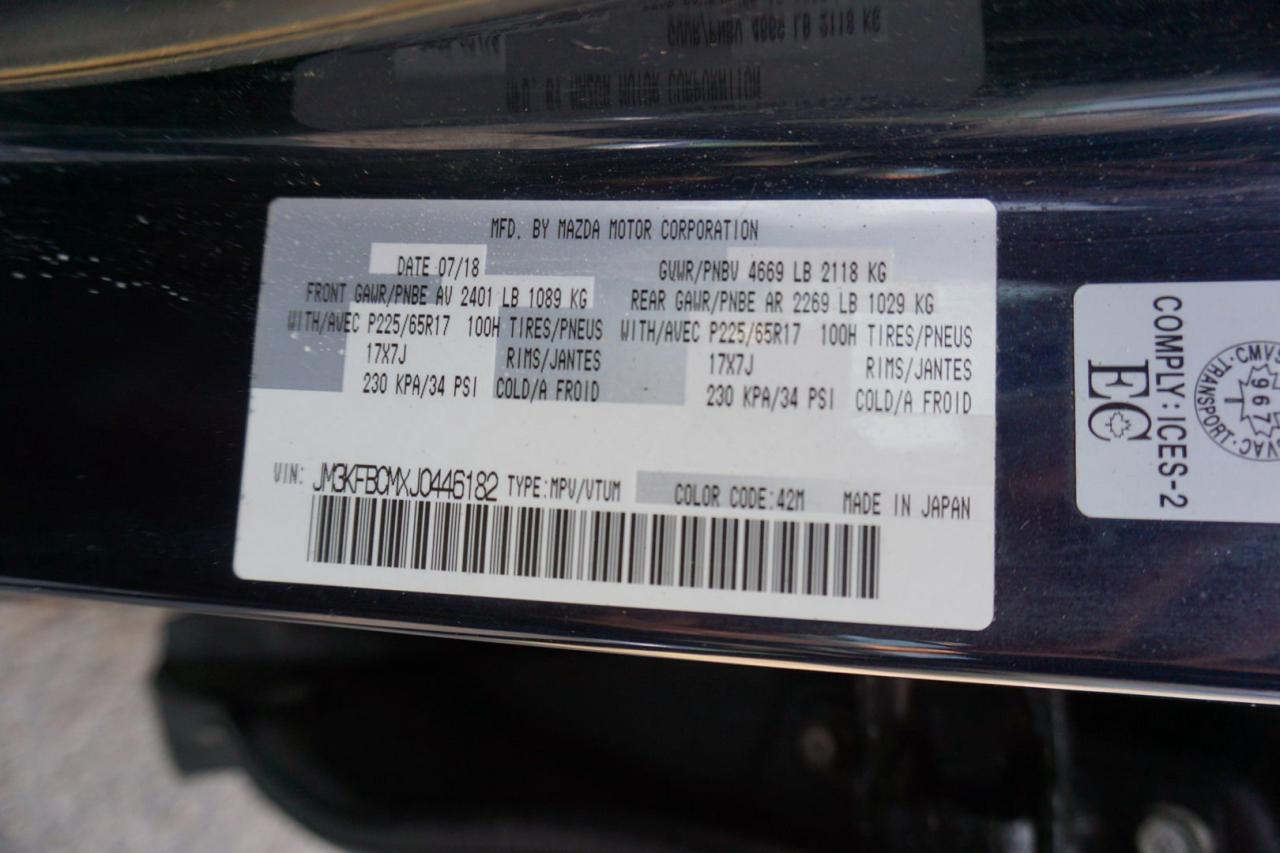 MFD. BY MAZDA MOTOR CORPORATION
DATE 07/18
GVWR/PNBV 4669 LB 2118 KG
FRONT GAWR/PNBE AV 2401 LB 1089 KG
REAR GAWR/PNBE AR 2269 LB 1029 KG
WITH/AVEC P225/65R17 100H TIRES/PNEUS
WITH/AVEC P225/65R17 100H TIRES/PNEUS
17X7J RIMS/JANTES
17X7J RIMS/JANTES
230 KPA/34 PSI COLD/A FROID
230 KPA/34 PSI COLD/A FROID
VIN: JM3KFBCMXJ0446182 TYPE:MPV/VTUM COLOR CODE:42M MADE IN JAPAN
COMPLY: ICES-2
EC
TRANSPORT
967
1